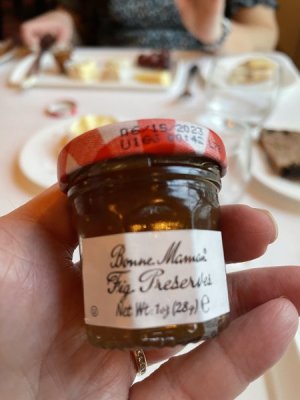 06/15/2023
Bonne Maman
Fig Preserves
Net Wt. 1oz (28g) e